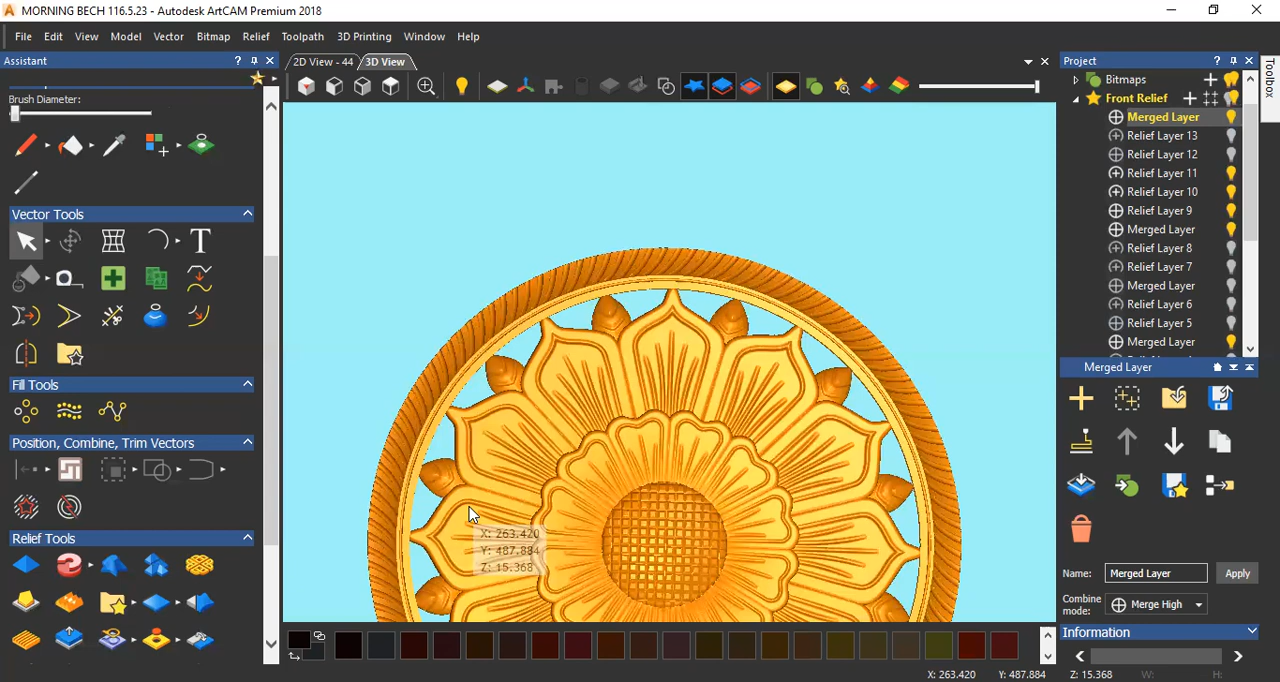 MORNING BECH 116.5.23 - Autodesk ArtCAM Premium 2018
File Edit View Model Vector Bitmap Relief Toolpath 3D Printing Window Help
Assistant
Brush Diameter:
Vector Tools
Fill Tools
Position, Combine, Trim Vectors
Relief Tools
2D View - 44
3D View
X: 263.420
Y: 487.884
Z: 15.368
Project
Toolbox
Bitmaps
Front Relief
Merged Layer
Relief Layer 13
Relief Layer 12
Relief Layer 11
Relief Layer 10
Relief Layer 9
Merged Layer
Relief Layer 8
Relief Layer 7
Merged Layer
Relief Layer 6
Relief Layer 5
Merged Layer
Merged Layer
Name: Merged Layer Apply
Combine mode: Merge High
Information
X: 263.420 Y: 487.884 Z: 15.368 W: H: